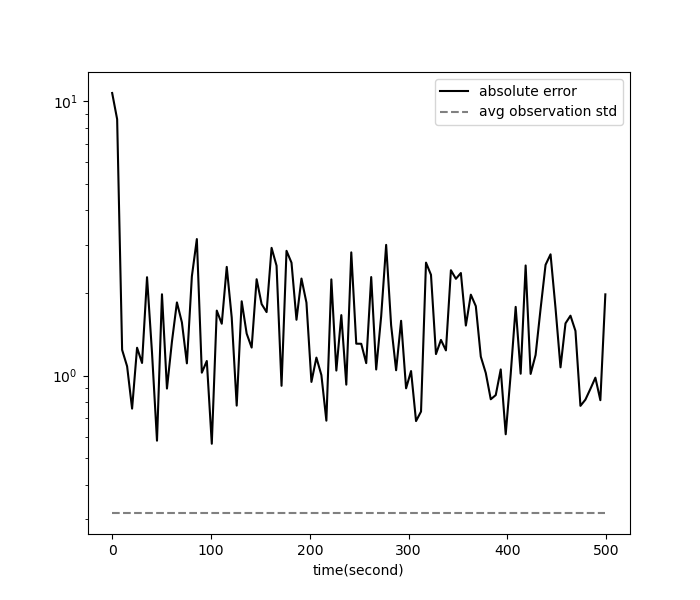 absolute error
avg observation std
10¹
10⁰
0 100 200 300 400 500
time(second)